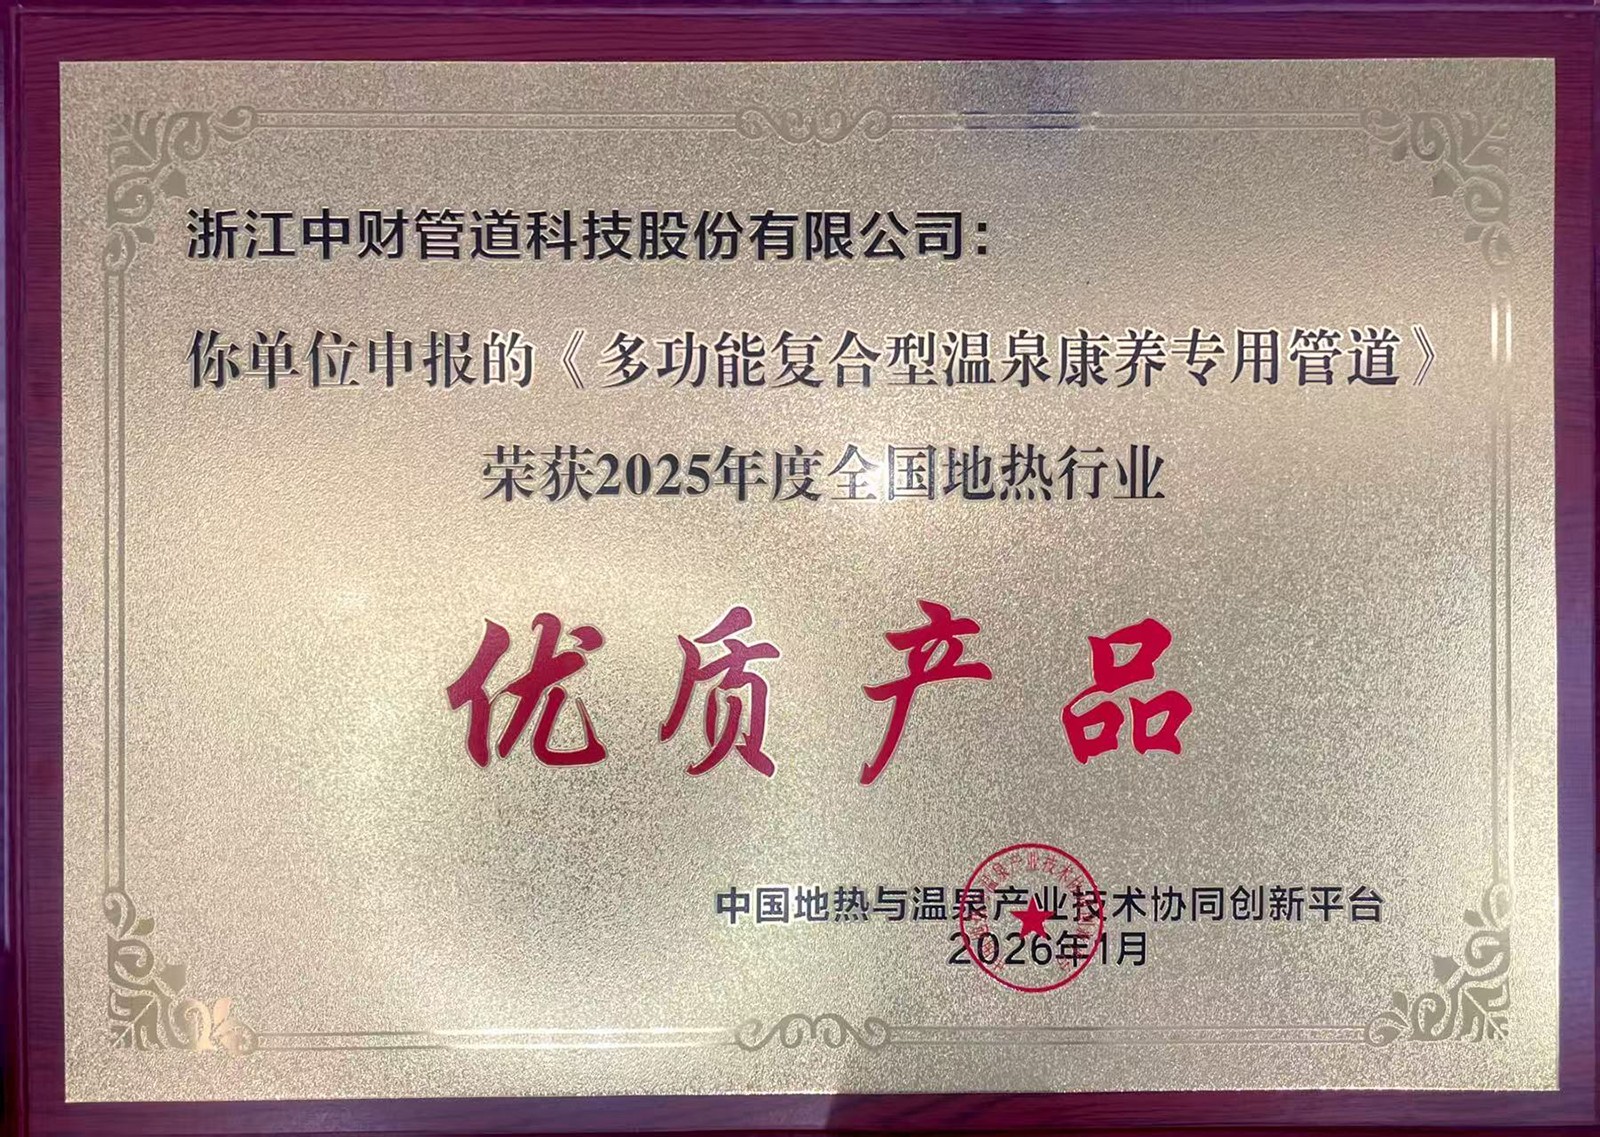 浙江中财管道科技股份有限公司：
你单位申报的《多功能复合型温泉康养专用管道》
荣获2025年度全国地热行业
优质产品
中国地热与温泉产业技术协同创新平台
2026年1月